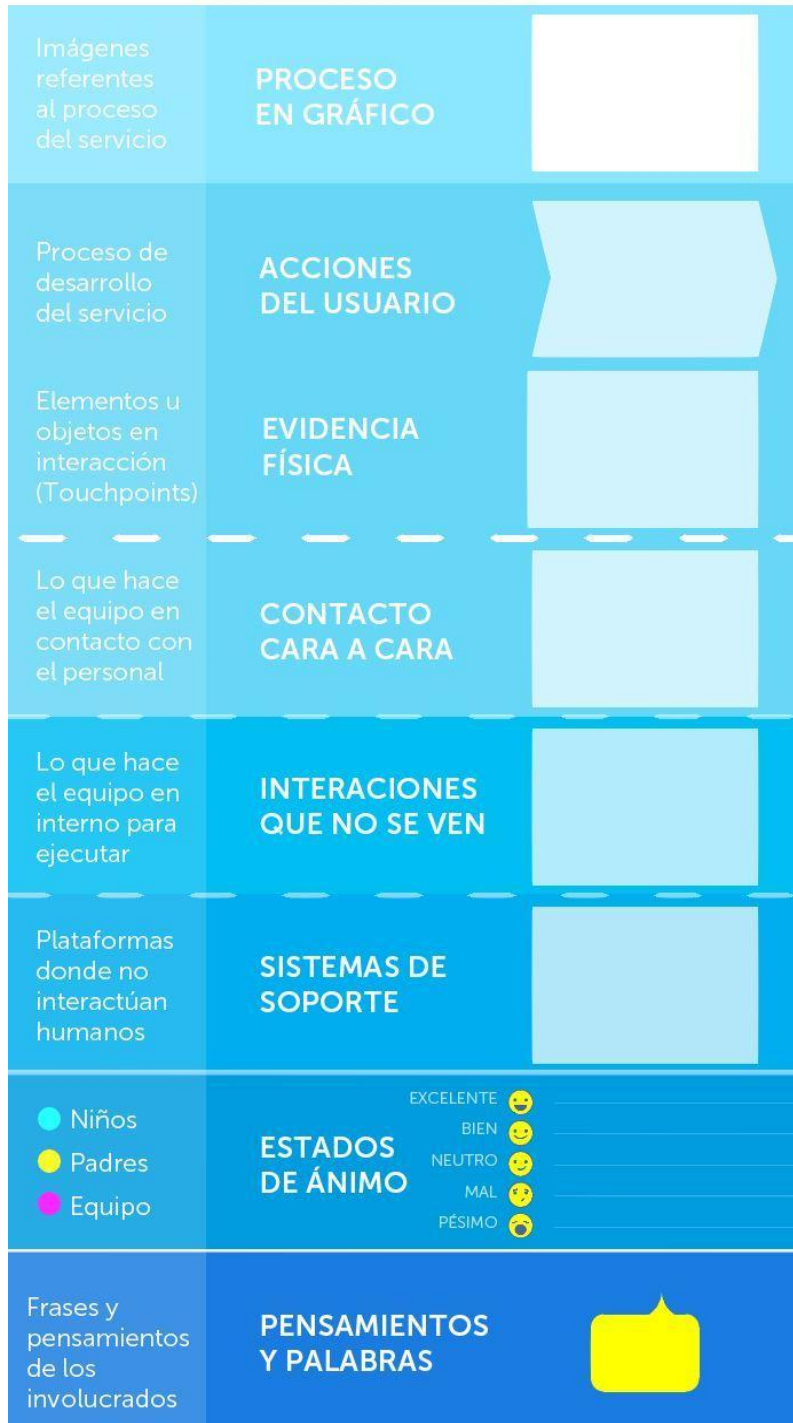 Imágenes
referentes
al proceso
del servicio
PROCESO
EN GRÁFICO
Proceso de
desarrollo
del servicio
ACCIONES
DEL USUARIO
Elementos u
objetos en
interacción
(Touchpoints)
EVIDENCIA
FÍSICA
Lo que hace
el equipo en
contacto con
el personal
CONTACTO
CARA A CARA
Lo que hace
el equipo en
interno para
ejecutar
INTERACIONES
QUE NO SE VEN
Plataformas
donde no
interactúan
humanos
SISTEMAS DE
SOPORTE
Niños
Padres
Equipo
ESTADOS
DE ÁNIMO
EXCELENTE
BIEN
NEUTRO
MAL
PÉSIMO
Frases y
pensamientos
de los
involucrados
PENSAMIENTOS
Y PALABRAS